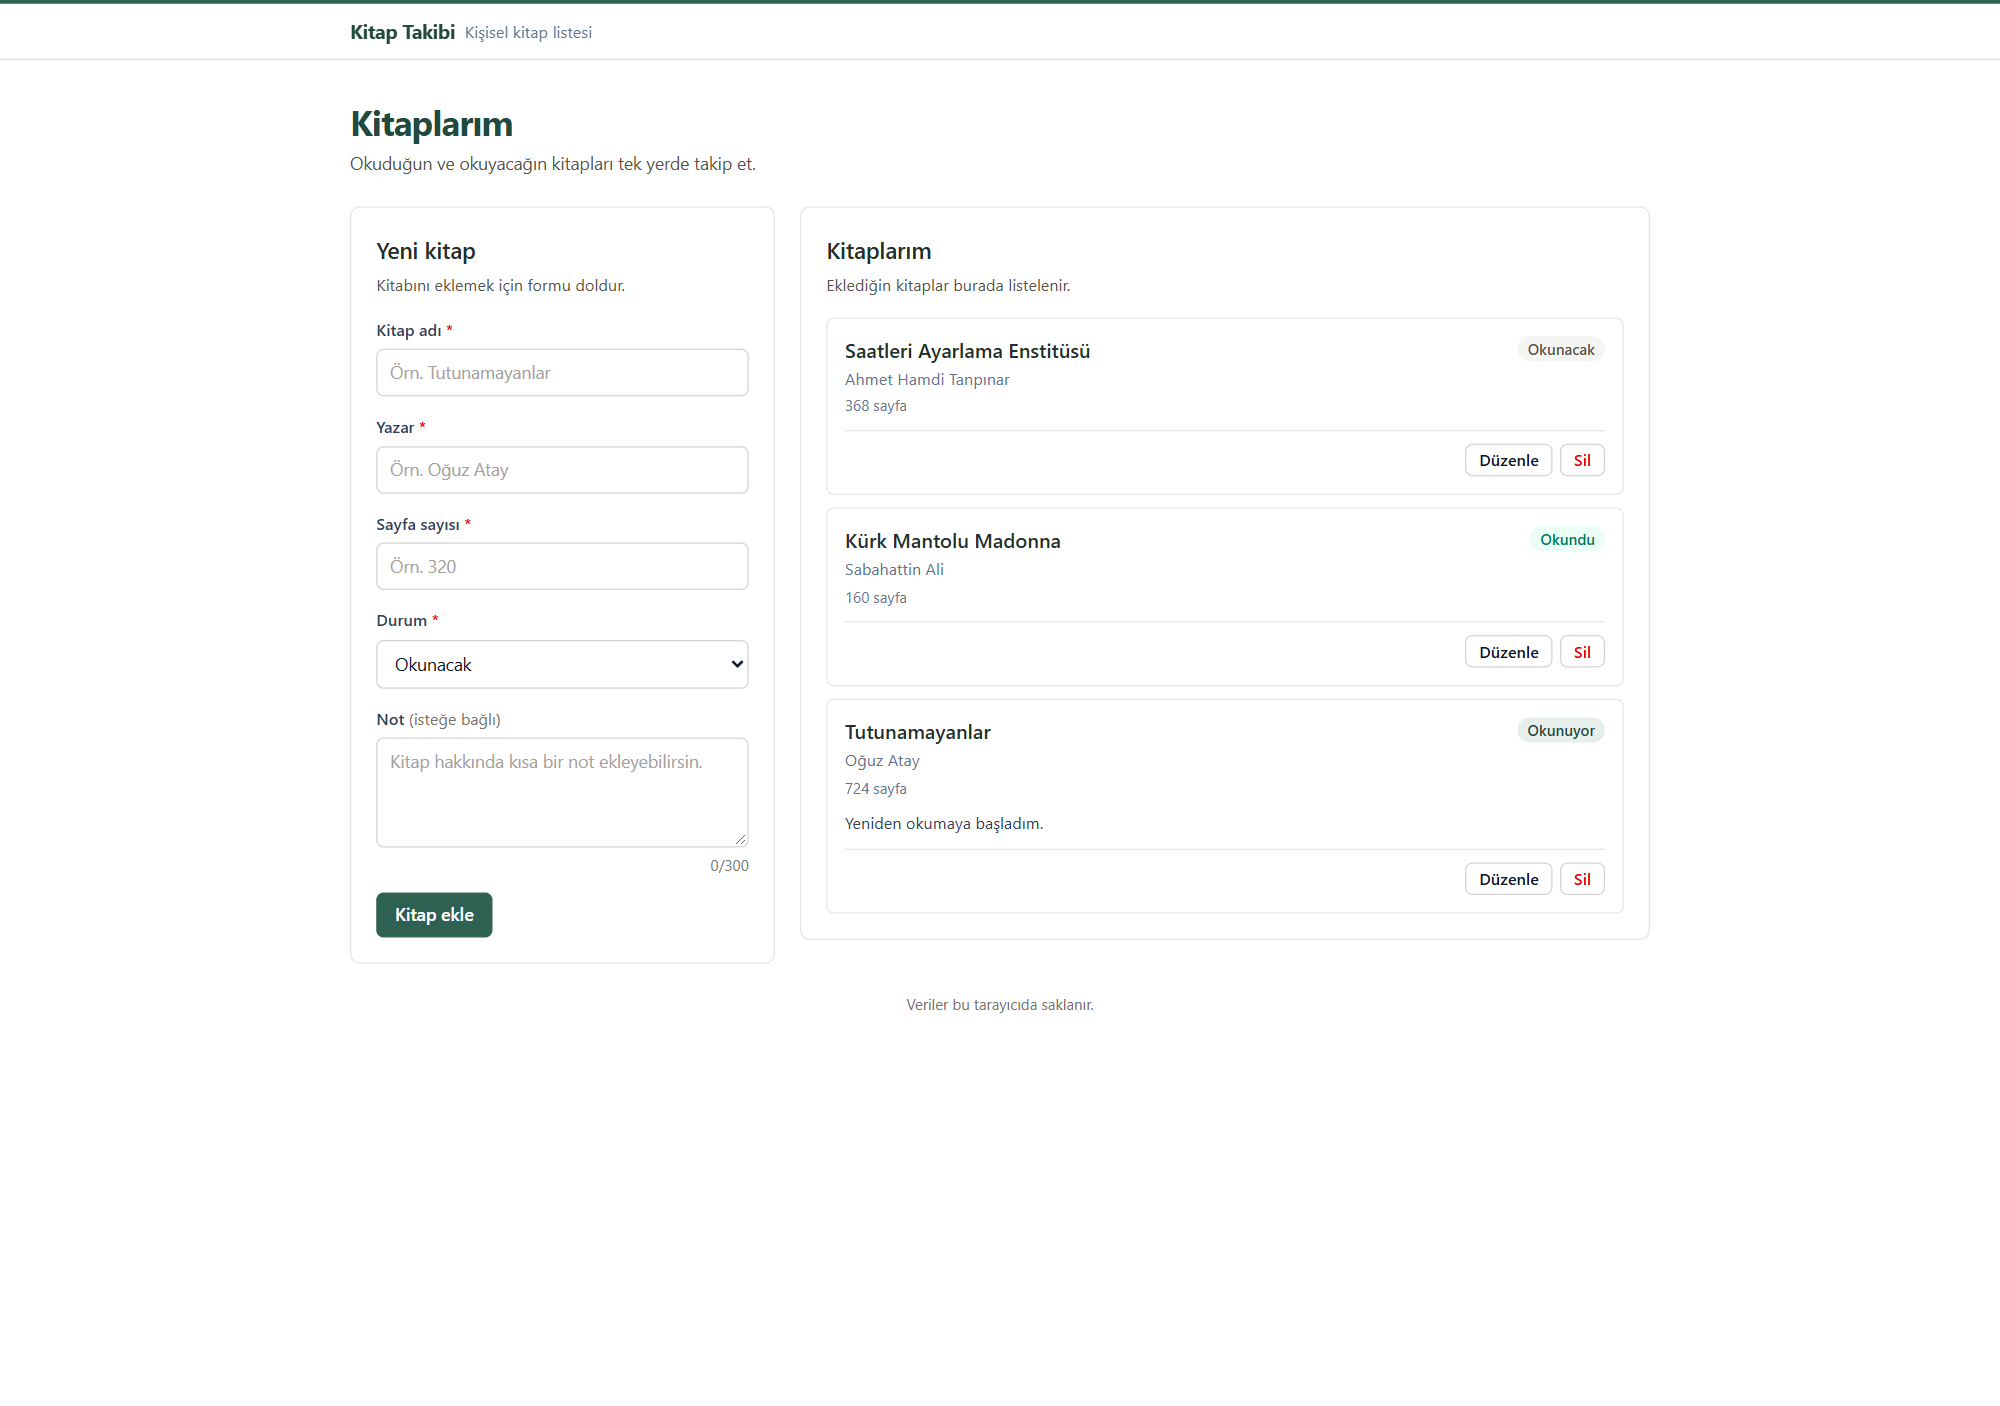 Kitap Takibi Kişisel kitap listesi
Kitaplarım
Okuduğun ve okuyacağın kitapları tek yerde takip et.
Yeni kitap
Kitabını eklemek için formu doldur.
Kitap adı *
Örn. Tutunamayanlar
Yazar *
Örn. Oğuz Atay
Sayfa sayısı *
Örn. 320
Durum *
Okunacak
Not (isteğe bağlı)
Kitap hakkında kısa bir not ekleyebilirsin.
0/300
Kitap ekle
Kitaplarım
Eklediğin kitaplar burada listelenir.
Saatleri Ayarlama Enstitüsü Okunacak
Ahmet Hamdi Tanpınar
368 sayfa
Düzenle Sil
Kürk Mantolu Madonna Okundu
Sabahattin Ali
160 sayfa
Düzenle Sil
Tutunamayanlar Okunuyor
Oğuz Atay
724 sayfa
Yeniden okumaya başladım.
Düzenle Sil
Veriler bu tarayıcıda saklanır.